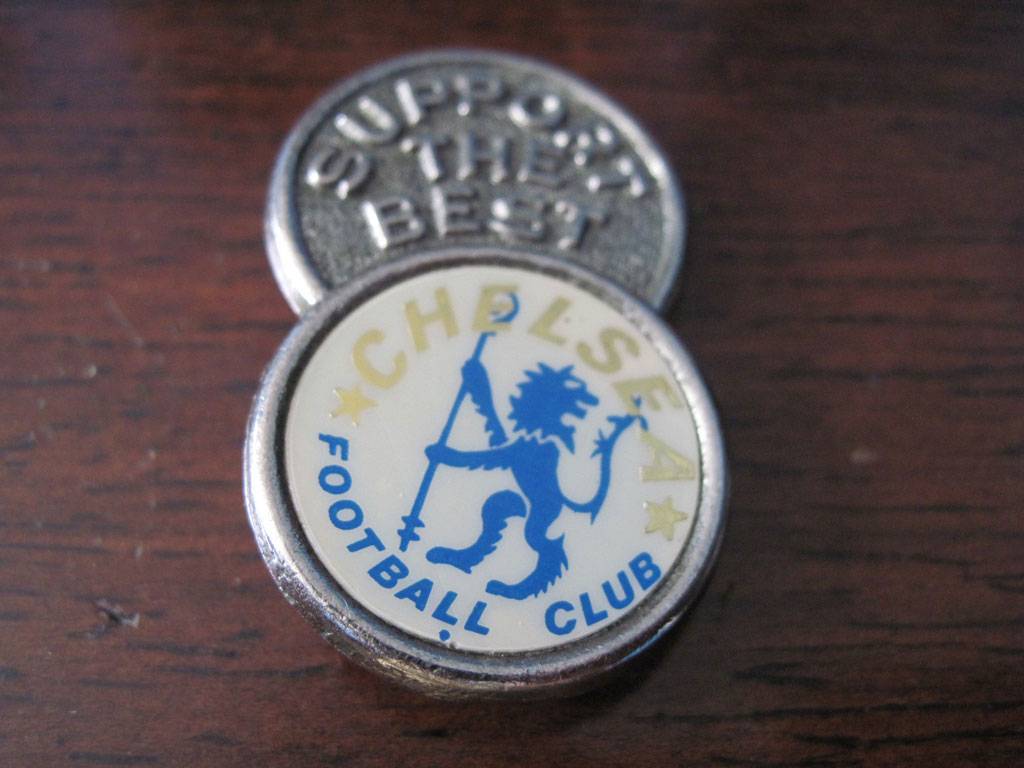 SUPPORT
THE
BEST
CHELSEA
FOOTBALL CLUB